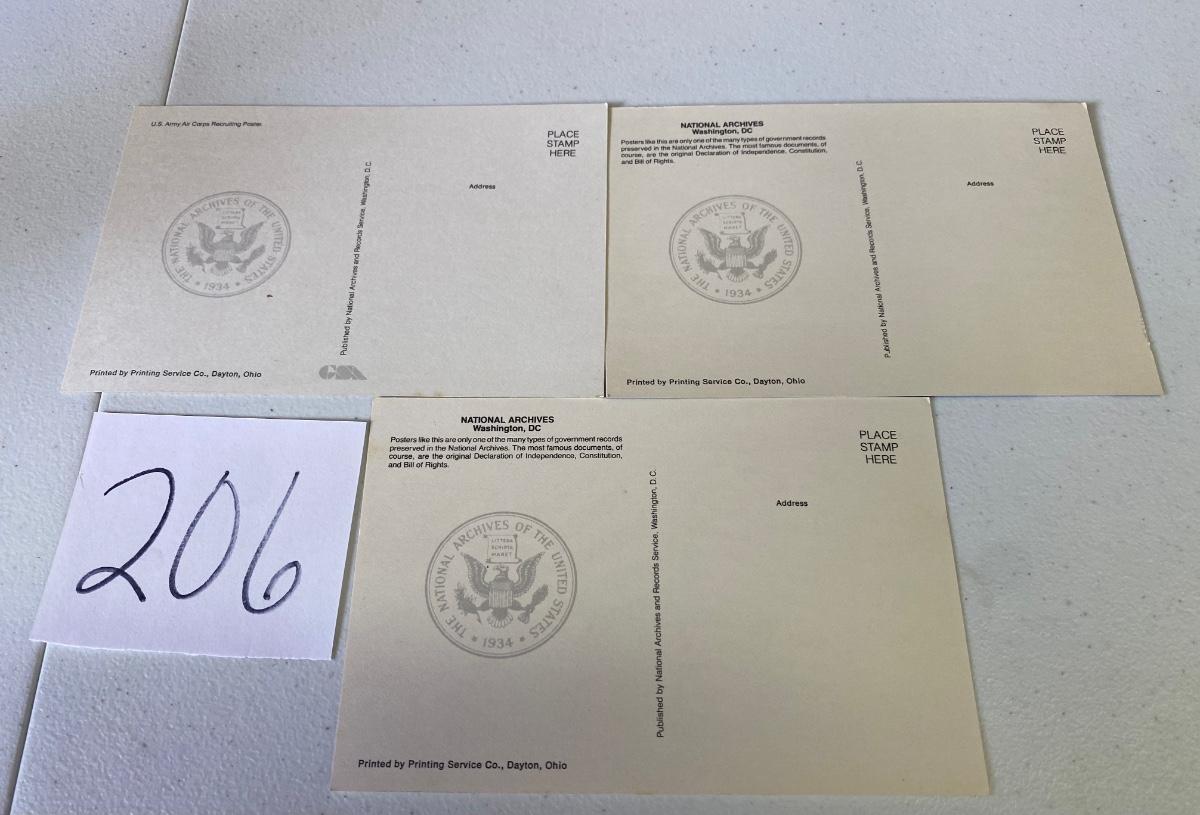 U.S. Army Air Corps Recruiting Poster.
PLACE
STAMP
HERE
Address
THE NATIONAL ARCHIVES OF THE UNITED STATES
LITTERA
SCRIPTA
MANET
• 1934 •
Published by National Archives and Records Service, Washington, D.C.
Printed by Printing Service Co., Dayton, Ohio
GSA
NATIONAL ARCHIVES
Washington, DC
Posters like this are only one of the many types of government records
preserved in the National Archives. The most famous documents, of
course, are the original Declaration of Independence, Constitution,
and Bill of Rights.
PLACE
STAMP
HERE
Address
THE NATIONAL ARCHIVES OF THE UNITED STATES
LITTERA
SCRIPTA
MANET
• 1934 •
Published by National Archives and Records Service, Washington, D.C.
Printed by Printing Service Co., Dayton, Ohio
206
NATIONAL ARCHIVES
Washington, DC
Posters like this are only one of the many types of government records
preserved in the National Archives. The most famous documents, of
course, are the original Declaration of Independence, Constitution,
and Bill of Rights.
PLACE
STAMP
HERE
Address
THE NATIONAL ARCHIVES OF THE UNITED STATES
LITTERA
SCRIPTA
MANET
• 1934 •
Published by National Archives and Records Service, Washington, D.C.
Printed by Printing Service Co., Dayton, Ohio